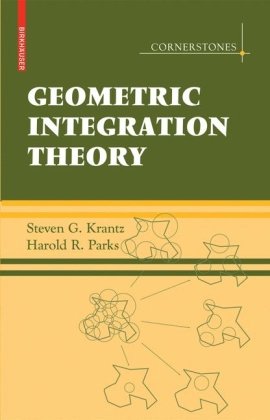 BIRKHÄUSER
CORNERSTONES
GEOMETRIC
INTEGRATION
THEORY
Steven G. Krantz
Harold R. Parks